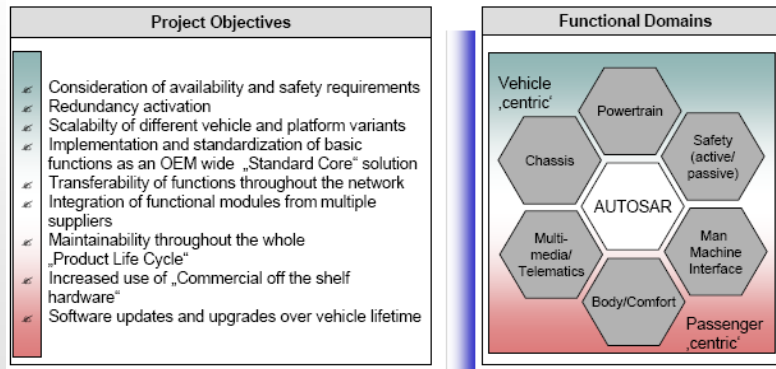 Project Objectives
Consideration of availability and safety requirements
Redundancy activation
Scalabilty of different vehicle and platform variants
Implementation and standardization of basic
functions as an OEM wide „Standard Core“ solution
Transferability of functions throughout the network
Integration of functional modules from multiple
suppliers
Maintainability throughout the whole
„Product Life Cycle“
Increased use of „Commercial off the shelf
hardware“
Software updates and upgrades over vehicle lifetime
Functional Domains
Vehicle
‚centric‘
Powertrain
Chassis
Safety
(active/
passive)
AUTOSAR
Multi-
media/
Telematics
Man
Machine
Interface
Body/Comfort
Passenger
‚centric‘